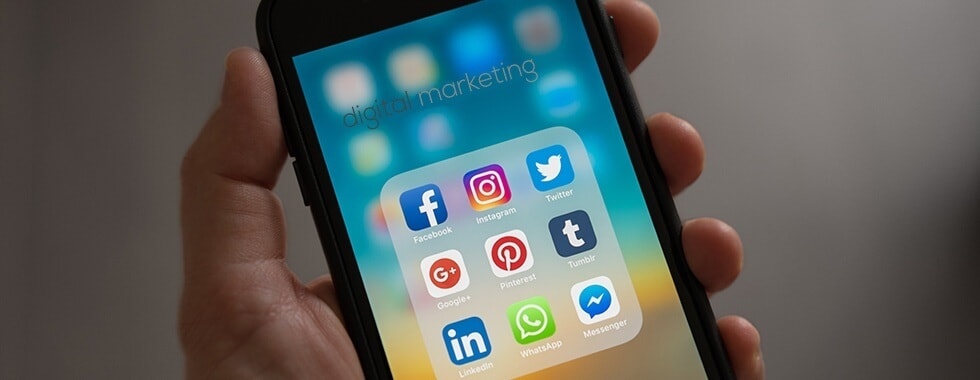 digital marketing
Facebook
Instagram
Twitter
Google+
Pinterest
Tumblr
LinkedIn
WhatsApp
Messenger